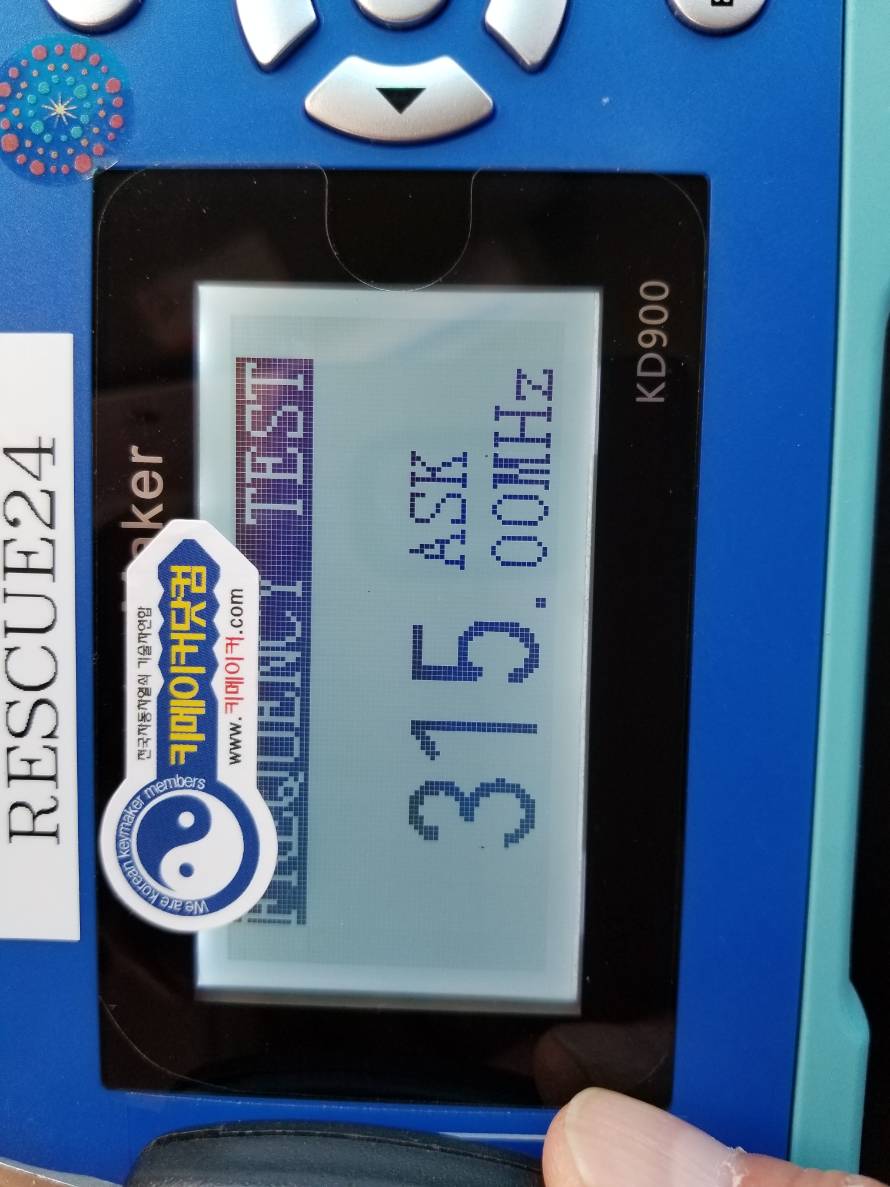 RESCUE24
aker
전국자동차열쇠 기술자연합
키메이커닷컴
www.키메이커.com
We are korean keymaker members
FREQUENCY TEST
ASK
315.00MHz
KD900